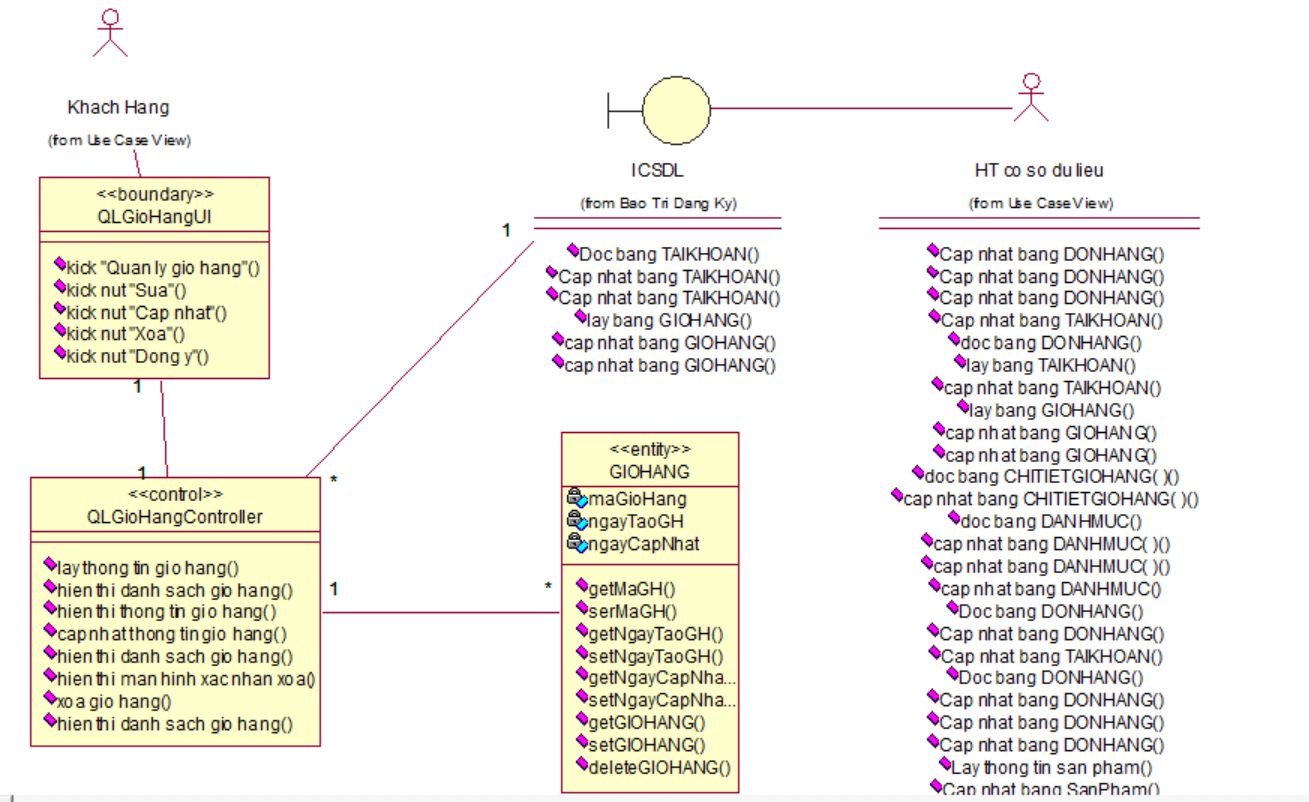 Khach Hang
(from Use Case View)
<<boundary>>
QLGioHangUI
kick "Quan ly gio hang"()
kick nut "Sua"()
kick nut "Cap nhat"()
kick nut "Xoa"()
kick nut "Dong y"()
1
1
<<control>>
QLGioHangController
lay thong tin gio hang()
hien thi danh sach gio hang()
hien thi thong tin gio hang()
cap nhat thong tin gio hang()
hien thi danh sach gio hang()
hien thi man hinh xac nhan xoa()
xoa gio hang()
hien thi danh sach gio hang()
1
*
1
*
ICSDL
(from Bao Tri Dang Ky)
Doc bang TAIKHOAN()
Cap nhat bang TAIKHOAN()
Cap nhat bang TAIKHOAN()
lay bang GIOHANG()
cap nhat bang GIOHANG()
cap nhat bang GIOHANG()
<<entity>>
GIOHANG
maGioHang
ngayTaoGH
ngayCapNhat
getMaGH()
serMaGH()
getNgayTaoGH()
setNgayTaoGH()
getNgayCapNha...
setNgayCapNha...
getGIOHANG()
setGIOHANG()
deleteGIOHANG()
HT co so du lieu
(from Use Case View)
Cap nhat bang DONHANG()
Cap nhat bang DONHANG()
Cap nhat bang DONHANG()
Cap nhat bang TAIKHOAN()
doc bang DONHANG()
lay bang TAIKHOAN()
cap nhat bang TAIKHOAN()
lay bang GIOHANG()
cap nhat bang GIOHANG()
cap nhat bang GIOHANG()
doc bang CHITIETGIOHANG( )()
cap nhat bang CHITIETGIOHANG( )()
doc bang DANHMUC()
cap nhat bang DANHMUC( )()
cap nhat bang DANHMUC( )()
cap nhat bang DANHMUC()
Doc bang DONHANG()
Cap nhat bang DONHANG()
Cap nhat bang TAIKHOAN()
Doc bang DONHANG()
Cap nhat bang DONHANG()
Cap nhat bang DONHANG()
Cap nhat bang DONHANG()
Lay thong tin san pham()
Cap nhat bang SanPham()